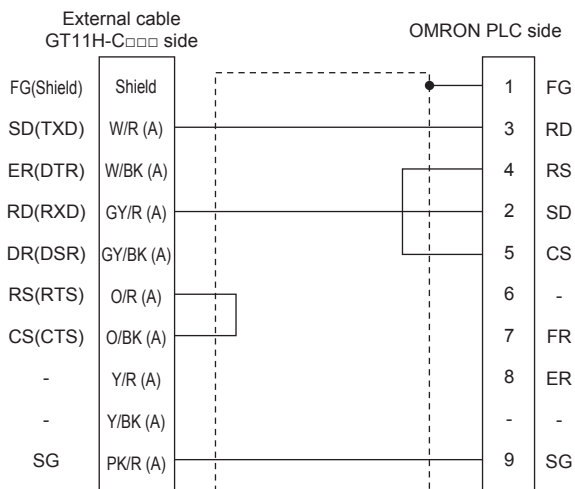 External cable
GT11H-C□□□ side
OMRON PLC side
FG(Shield) Shield 1 FG
SD(TXD) W/R (A) 3 RD
ER(DTR) W/BK (A) 4 RS
RD(RXD) GY/R (A) 2 SD
DR(DSR) GY/BK (A) 5 CS
RS(RTS) O/R (A) 6 -
CS(CTS) O/BK (A) 7 FR
- Y/R (A) 8 ER
- Y/BK (A) - -
SG PK/R (A) 9 SG